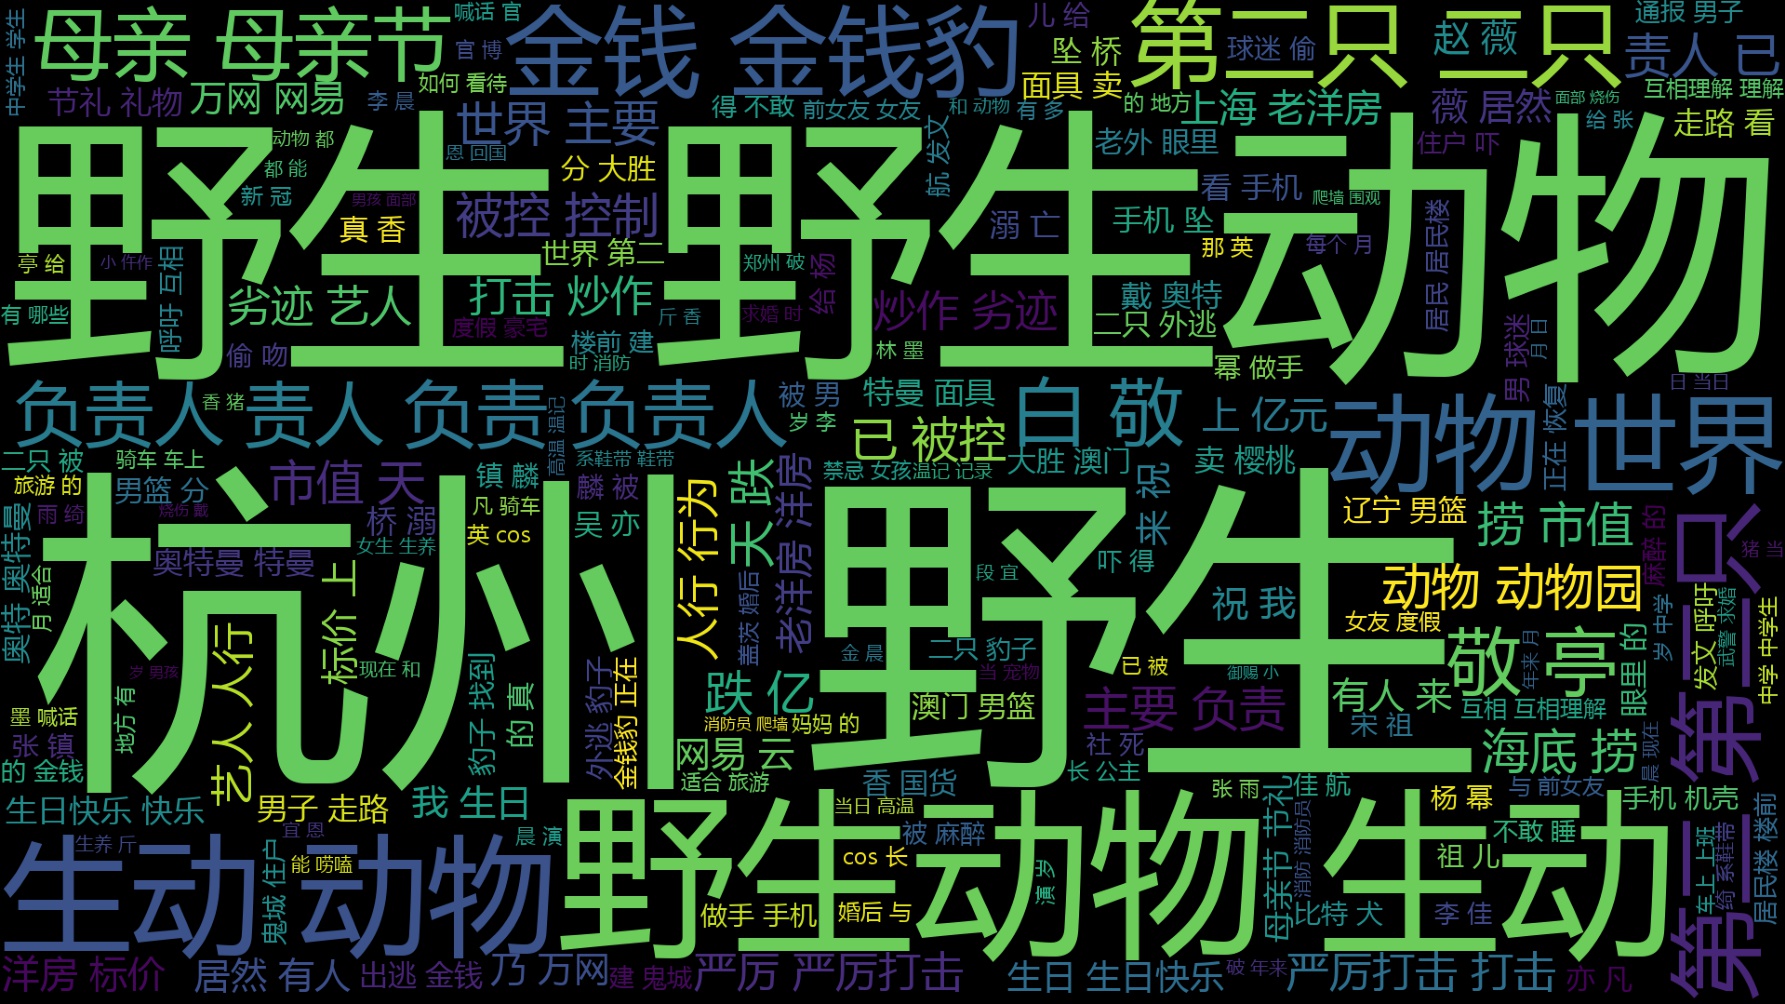 中学生 学生
母亲 母亲节
喊话 官
官 博
如何 看待
金钱 金钱豹
儿 给
坠 桥
面具 卖
第三只 三只
球迷 偷
赵 薇
通报 男子
责人 已
节礼 礼物
万网 网易
李 晨
世界 主要
得 不敢
前女友 女友
和 动物
有 多
的 地方
上海 老洋房
薇 居然
面部 烧伤
互相理解 理解
给 张
走路 看
野生 野生动物
动物 都
都 能
新 冠
恩 回国
分 大胜
男孩 面部
真 香
被控 控制
航 发文
老外 眼里
看 手机
爬墙 围观
住户 吓
溺 亡
手机 坠
那 英
每个 月
居民 居民楼
世界 第二
郑州 破
给 杨
亭 给
小 仵作
呼吁 互相
有 哪些
劣迹 艺人
打击 炒作
度假 豪宅
斤 香
求婚 时
炒作 劣迹
戴 奥特
二只 外逃
偷 吻
楼前 建
时 消防
林 墨
幂 做手
男 球迷
月 日
负责人 责人
负责 负责人
香 猪
高温 温记
被 男
岁 李
特曼 面具
已 被控
白 敬
上 亿元
动物 世界
日 当日
正在 恢复
二只 被
骑车 车上
旅游 的
男篮 分
市值 天
镇 麟
系鞋带 鞋带
麟 被
禁忌 女孩
温记 记录
大胜 澳门
卖 樱桃
来 祝
天 跌
老洋房 洋房
辽宁 男篮
捞 市值
麻醉 的
猪 当
第三 只
雨 绮
烧伤 戴
桥 溺
凡 骑车
英 cos
吴 亦
人行 行为
杭州 野生
奥特 奥特曼
月 适合
奥特曼 特曼
女生 生养
标价 上
盖茨 婚后
段 宜
吓 得
祝 我
动物 动物园
女友 度假
岁 中学
中学 中学生
发文 呼吁
武警 求婚
艺人 人行
现在 和
岁 男孩
豹子 找到
的 真
外逃 豹子
金钱豹 正在
金 晨
二只 豹子
当 宠物
已 被
御赐 小
敬 亭
年来 月
眼里 的
墨 喊话
地方 有
张 镇
的 金钱
跌 亿
消防员 爬墙
妈妈 的
澳门 男篮
主要 负责
有人 来
互相 互相理解
宋 祖
网易 云
社 死
海底 捞
晨 现在
适合 旅游
香 国货
长 公主
张 雨
佳 航
与 前女友
杨 幂
手机 机壳
生日快乐 快乐
男子 走路
我 生日
宜 恩
当日 高温
被 麻醉
不敢 睡
母亲节 节礼
消防 消防员
车上 上班
绮 系鞋带
居民楼 楼前
生动 动物
生养 斤
晨 演
能 唠嗑
鬼城 住户
野生动物 生动
cos 长
演 岁
祖 儿
做手 手机
婚后 与
比特 犬
李 佳
洋房 标价
居然 有人
出逃 金钱
乃 万网
建 鬼城
严厉 严厉打击
生日 生日快乐
破 年来
严厉打击 打击
亦 凡